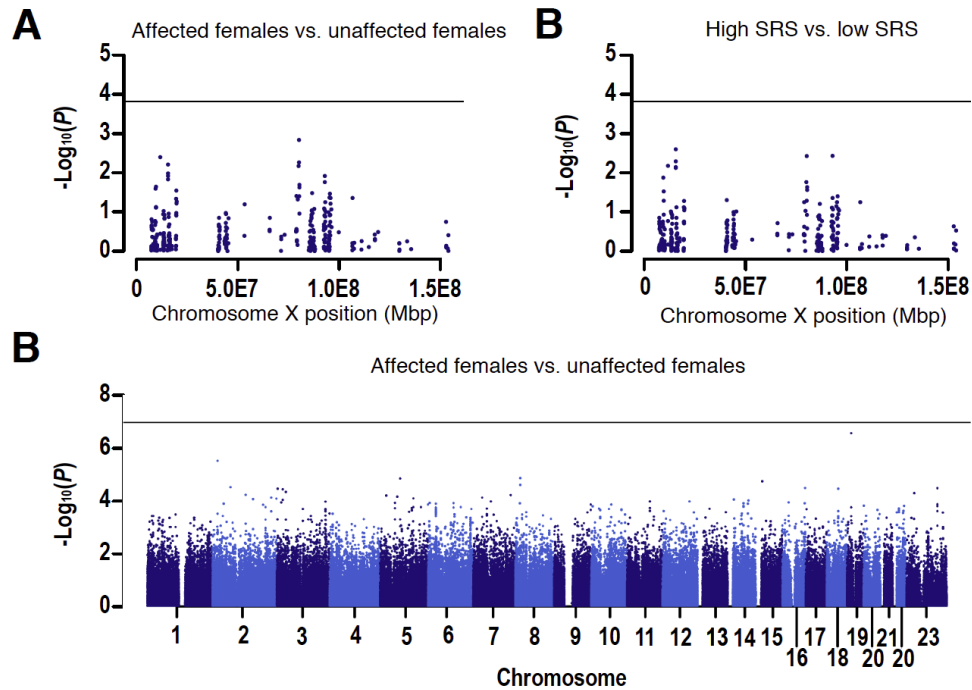 A
Affected females vs. unaffected females
5
4
3
2
1
0
-Log10(P)
0 5.0E7 1.0E8 1.5E8
Chromosome X position (Mbp)
B
High SRS vs. low SRS
5
4
3
2
1
0
-Log10(P)
0 5.0E7 1.0E8 1.5E8
Chromosome X position (Mbp)
B
Affected females vs. unaffected females
8
6
4
2
0
-Log10(P)
1 2 3 4 5 6 7 8 9 10 11 12 13 14 15 17 19 21 23
16 18 20 20
Chromosome